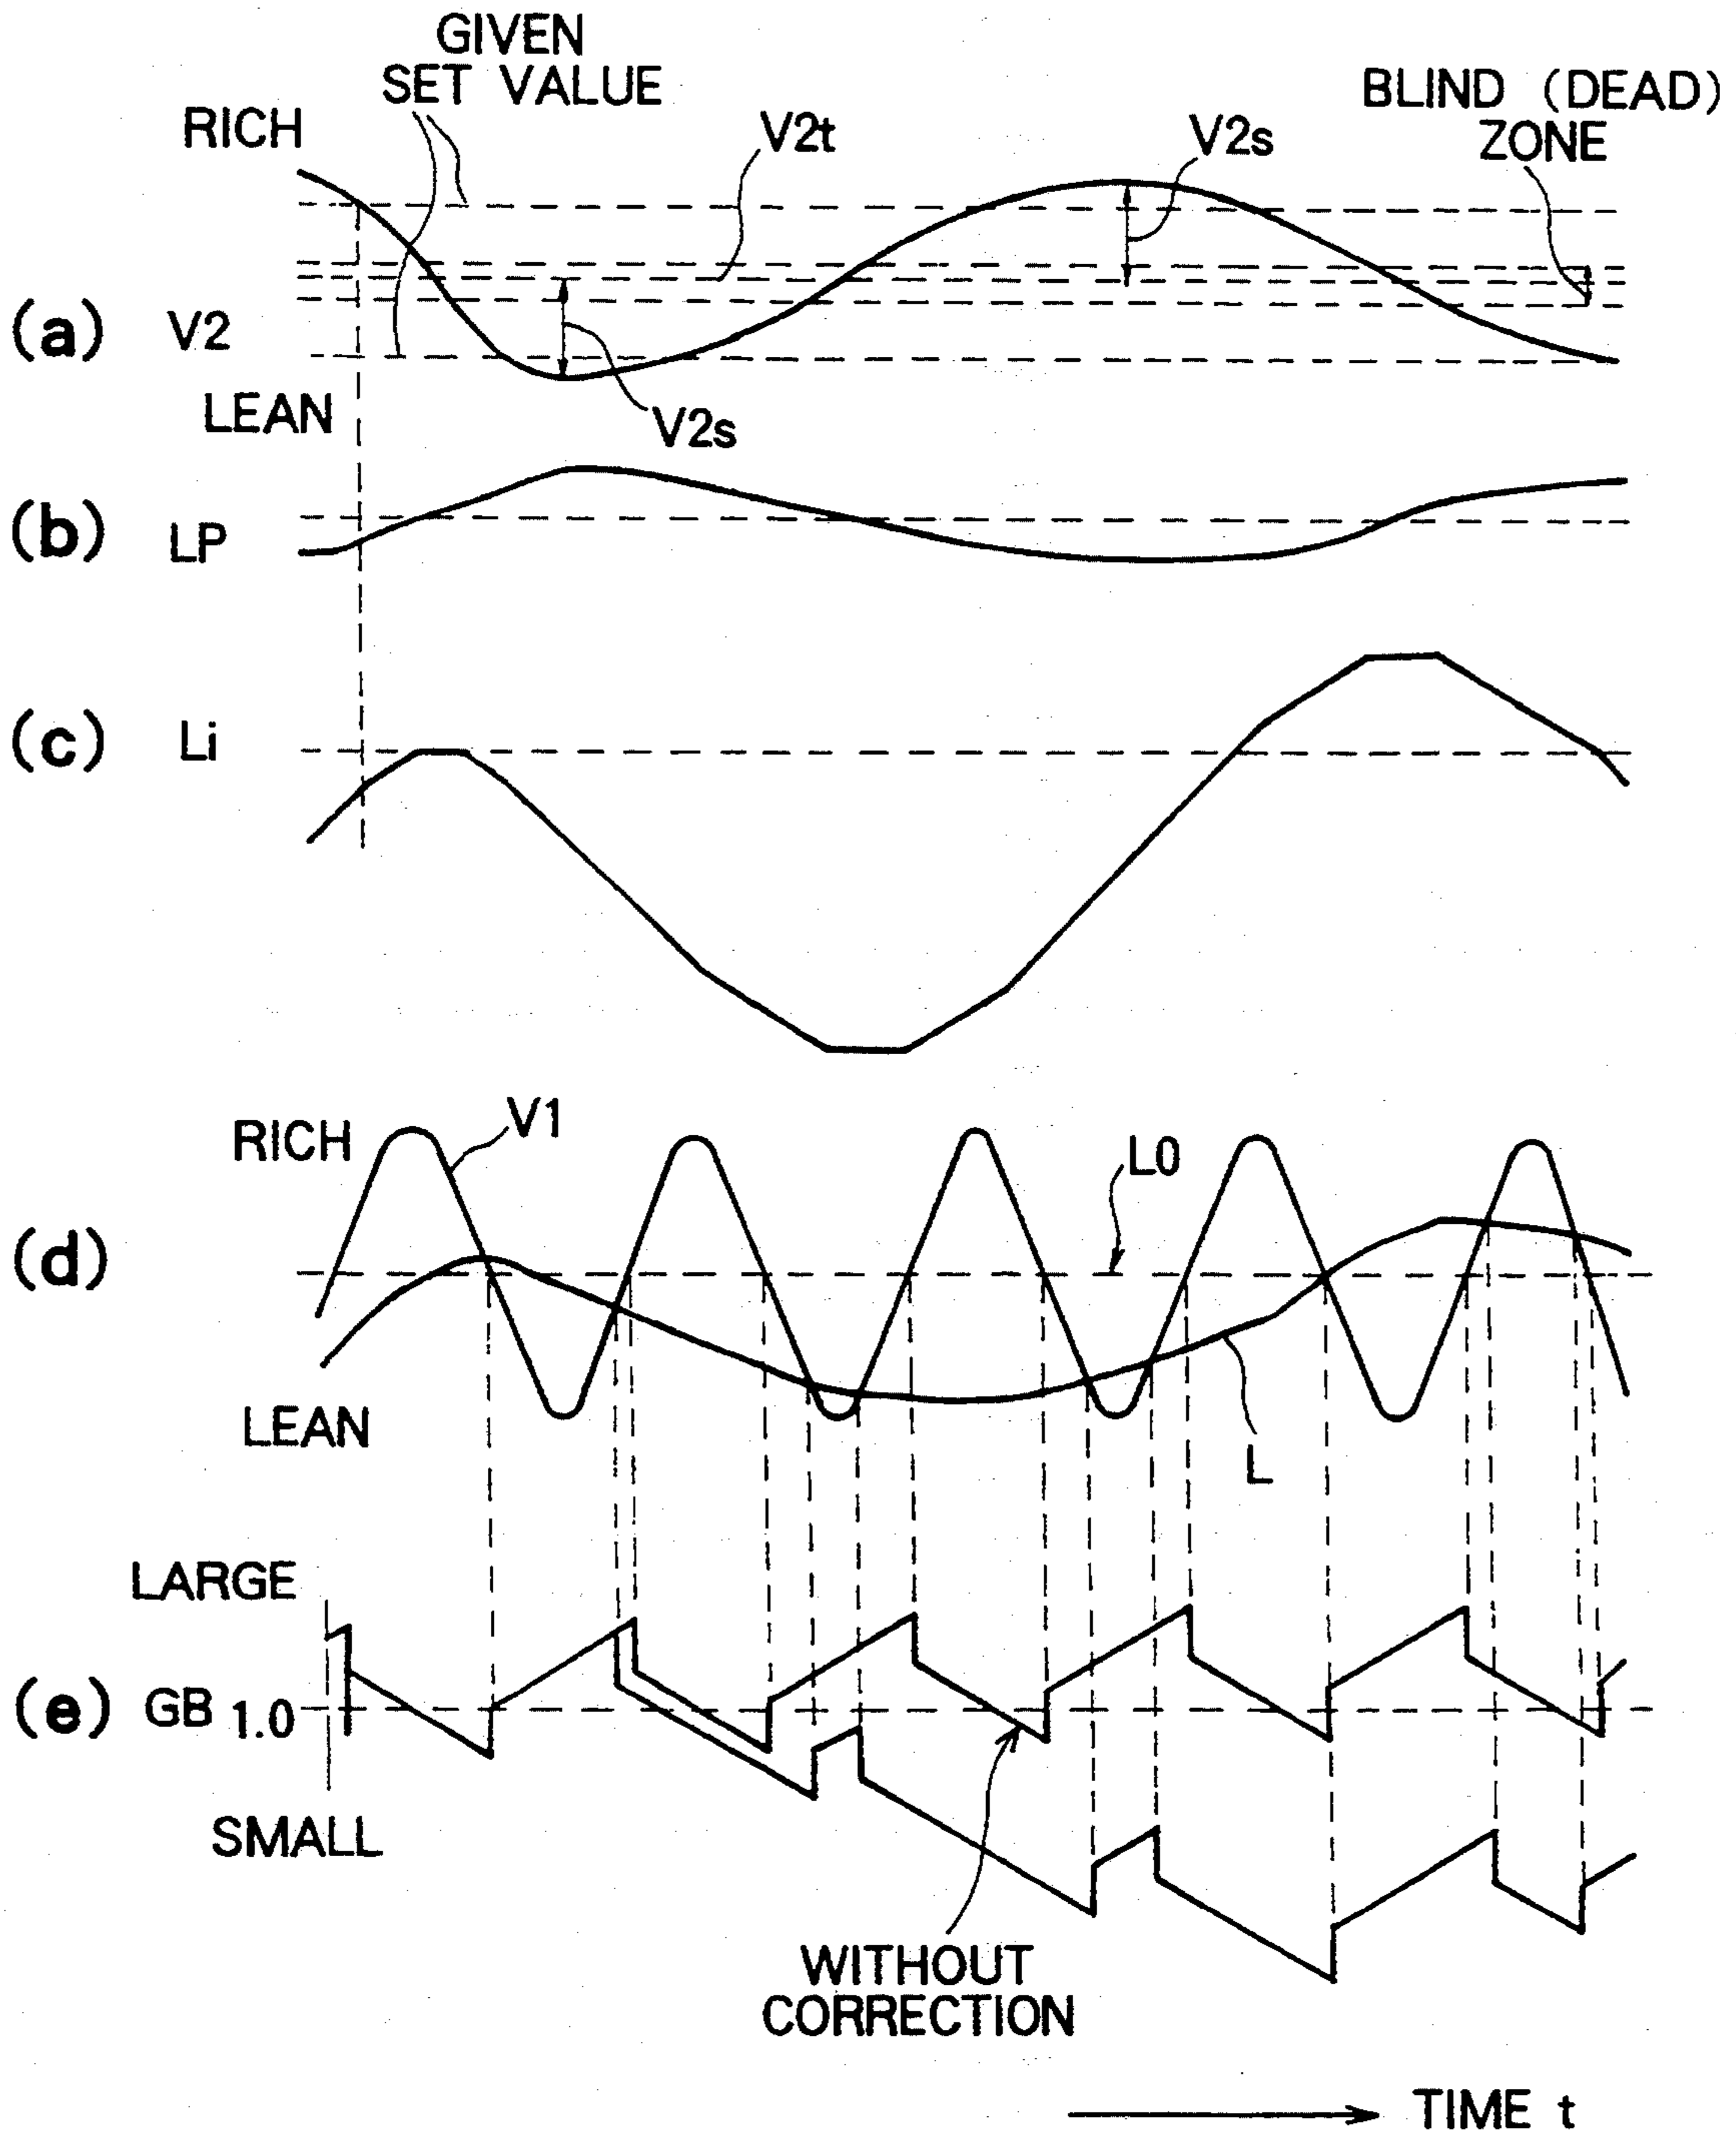 GIVEN
SET VALUE
RICH
V2t
V2s
BLIND (DEAD)
ZONE
(a)
V2
LEAN
V2s
(b)
LP
(c)
Li
RICH
V1
L0
(d)
LEAN
L
LARGE
(e)
GB
1.0
SMALL
WITHOUT
CORRECTION
TIME t